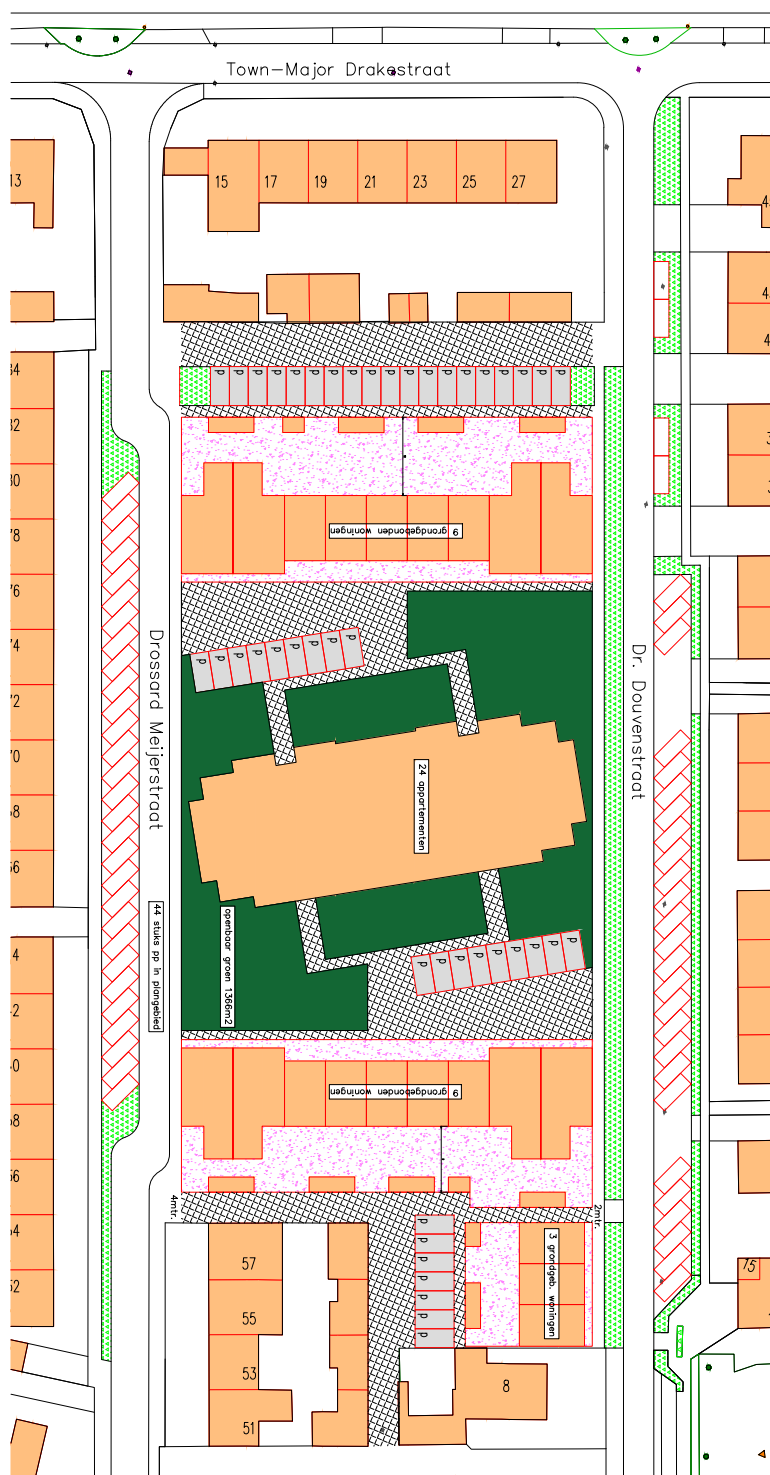 Town-Major Drakestraat
13
15
17
19
21
23
25
27
P P P P P P P P P P P P P P P P P P P
9 grondgebonden woningen
P P P P P P P P P
Drossard Meijerstraat
Dr. Douvenstraat
24 appartementen
44 stuks pp in plangebied
openbaar groen 1366m2
P P P P P P P P P
9 grondgebonden woningen
4mtr.
2mtr.
P P P P P P P
3 grondgeb. woningen
57
55
53
51
8
15